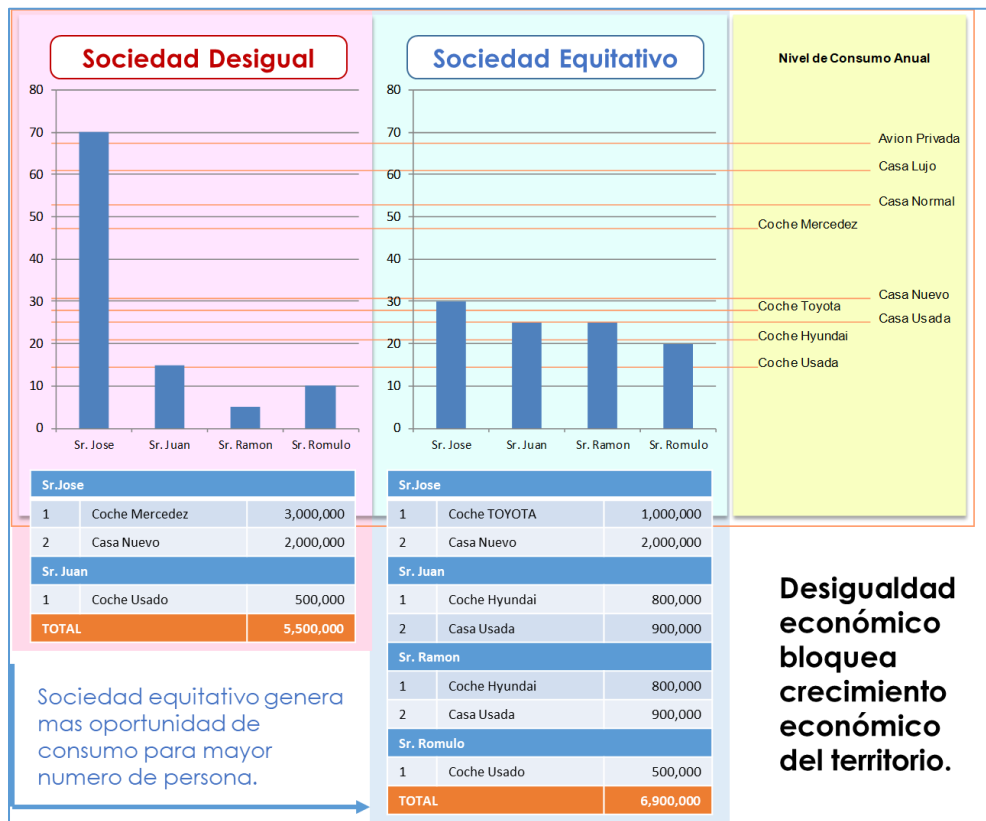 Sociedad Desigual
80
70
60
50
40
30
20
10
0
Sr. Jose Sr. Juan Sr. Ramon Sr. Romulo
Sociedad Equitativo
80
70
60
50
40
30
20
10
0
Sr. Jose Sr. Juan Sr. Ramon Sr. Romulo
Nivel de Consumo Anual
Avion Privada
Casa Lujo
Casa Normal
Coche Mercedez
Casa Nuevo
Coche Toyota
Casa Usada
Coche Hyundai
Coche Usada
Sr.Jose
1 Coche Mercedez 3,000,000
2 Casa Nuevo 2,000,000
Sr. Juan
1 Coche Usado 500,000
TOTAL 5,500,000
Sr.Jose
1 Coche TOYOTA 1,000,000
2 Casa Nuevo 2,000,000
Sr. Juan
1 Coche Hyundai 800,000
2 Casa Usada 900,000
Sr. Ramon
1 Coche Hyundai 800,000
2 Casa Usada 900,000
Sr. Romulo
1 Coche Usado 500,000
TOTAL 6,900,000
Sociedad equitativo genera
mas oportunidad de
consumo para mayor
numero de persona.
Desigualdad
económico
bloquea
crecimiento
económico
del territorio.